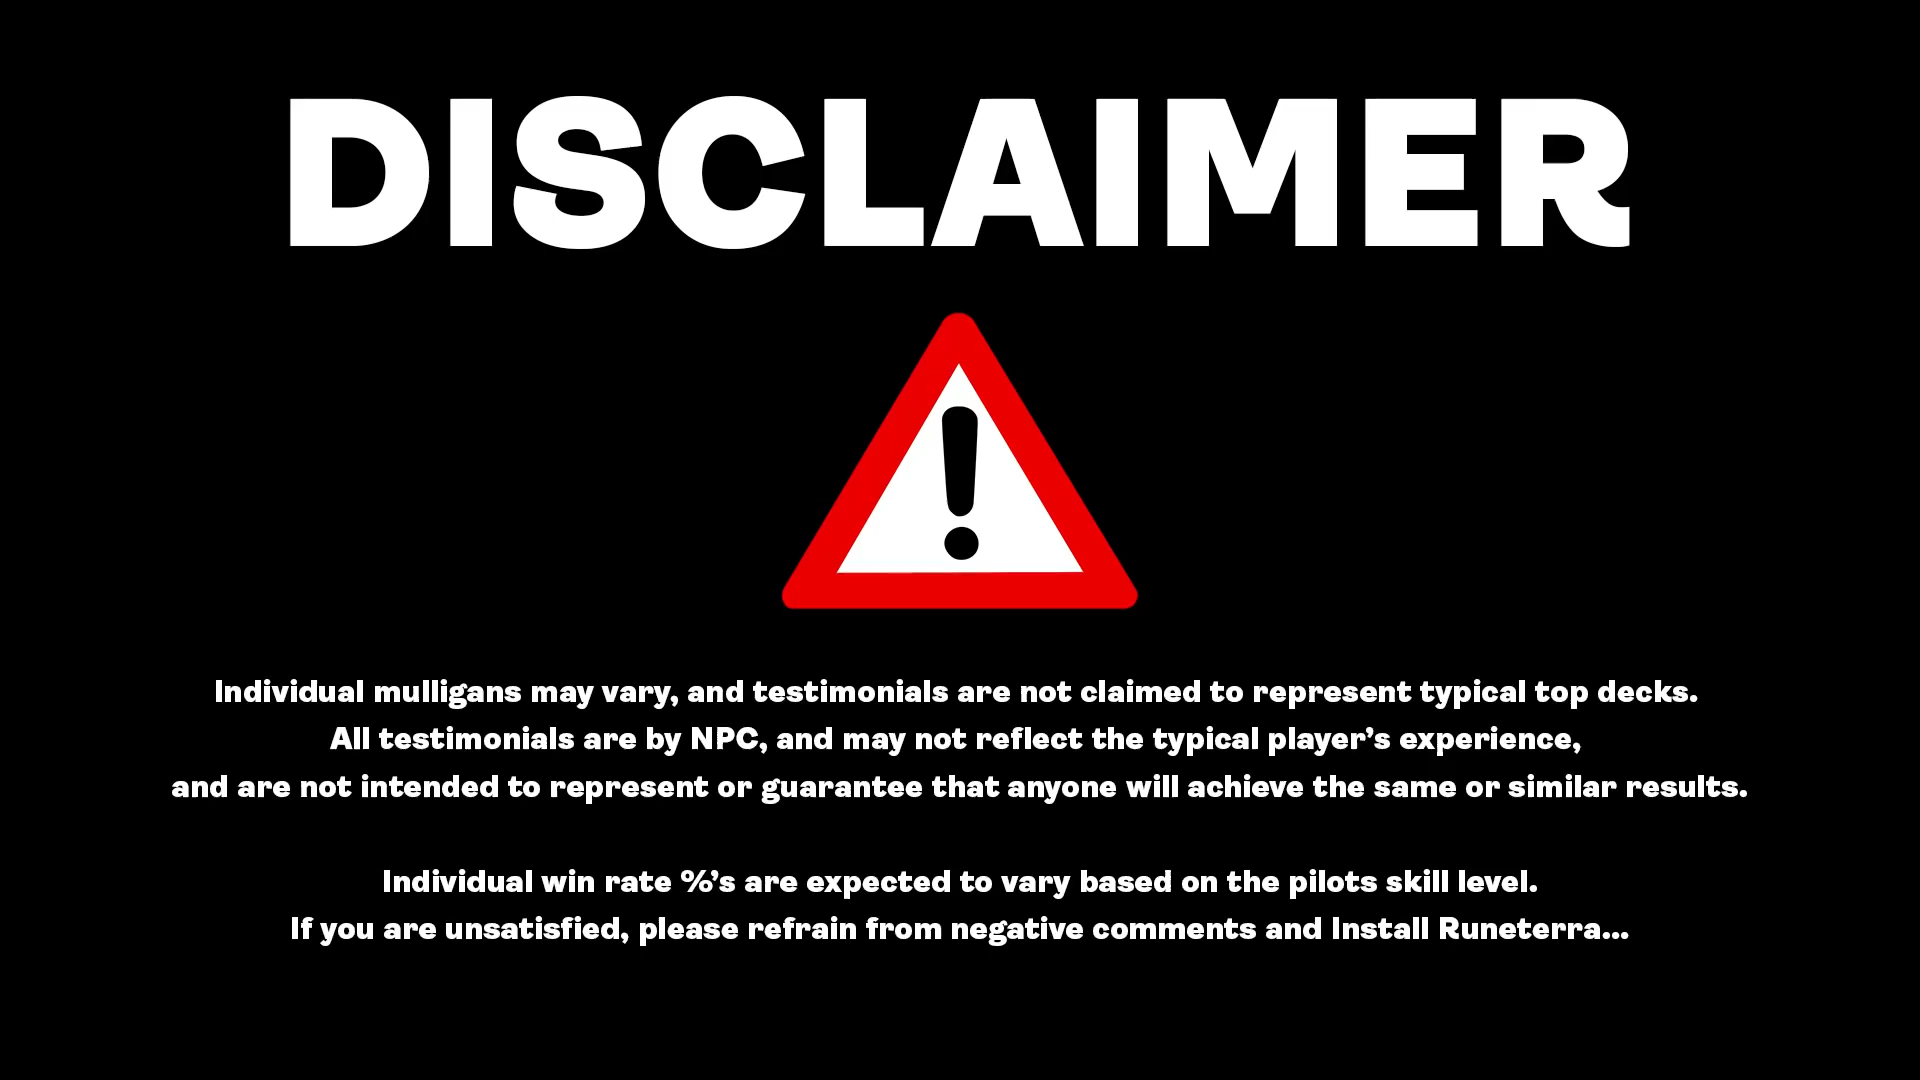 DISCLAIMER
!
Individual mulligans may vary, and testimonials are not claimed to represent typical top decks.
All testimonials are by NPC, and may not reflect the typical player’s experience,
and are not intended to represent or guarantee that anyone will achieve the same or similar results.
Individual win rate %’s are expected to vary based on the pilots skill level.
If you are unsatisfied, please refrain from negative comments and Install Runeterra...